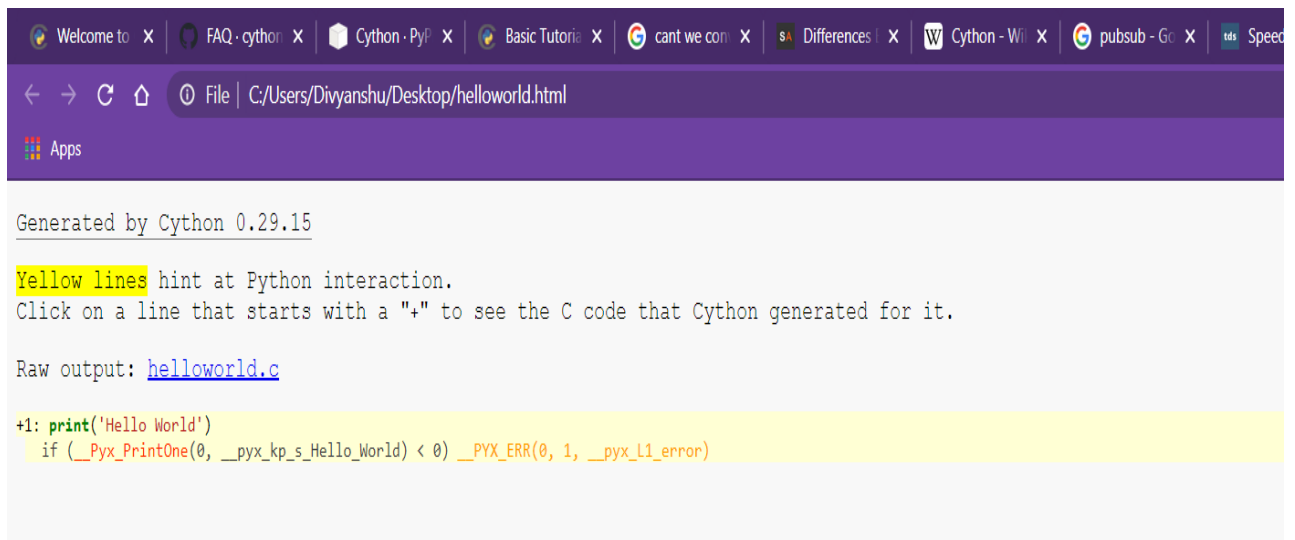 Welcome to FAQ · cython Cython · PyP Basic Tutoria cant we con Differences Cython - Wi pubsub - Go tds Speed
File | C:/Users/Divyanshu/Desktop/helloworld.html
Apps
Generated by Cython 0.29.15
Yellow lines hint at Python interaction.
Click on a line that starts with a "+" to see the C code that Cython generated for it.
Raw output: helloworld.c
+1: print('Hello World')
if (__Pyx_PrintOne(0, __pyx_kp_s_Hello_World) < 0) __PYX_ERR(0, 1, __pyx_L1_error)